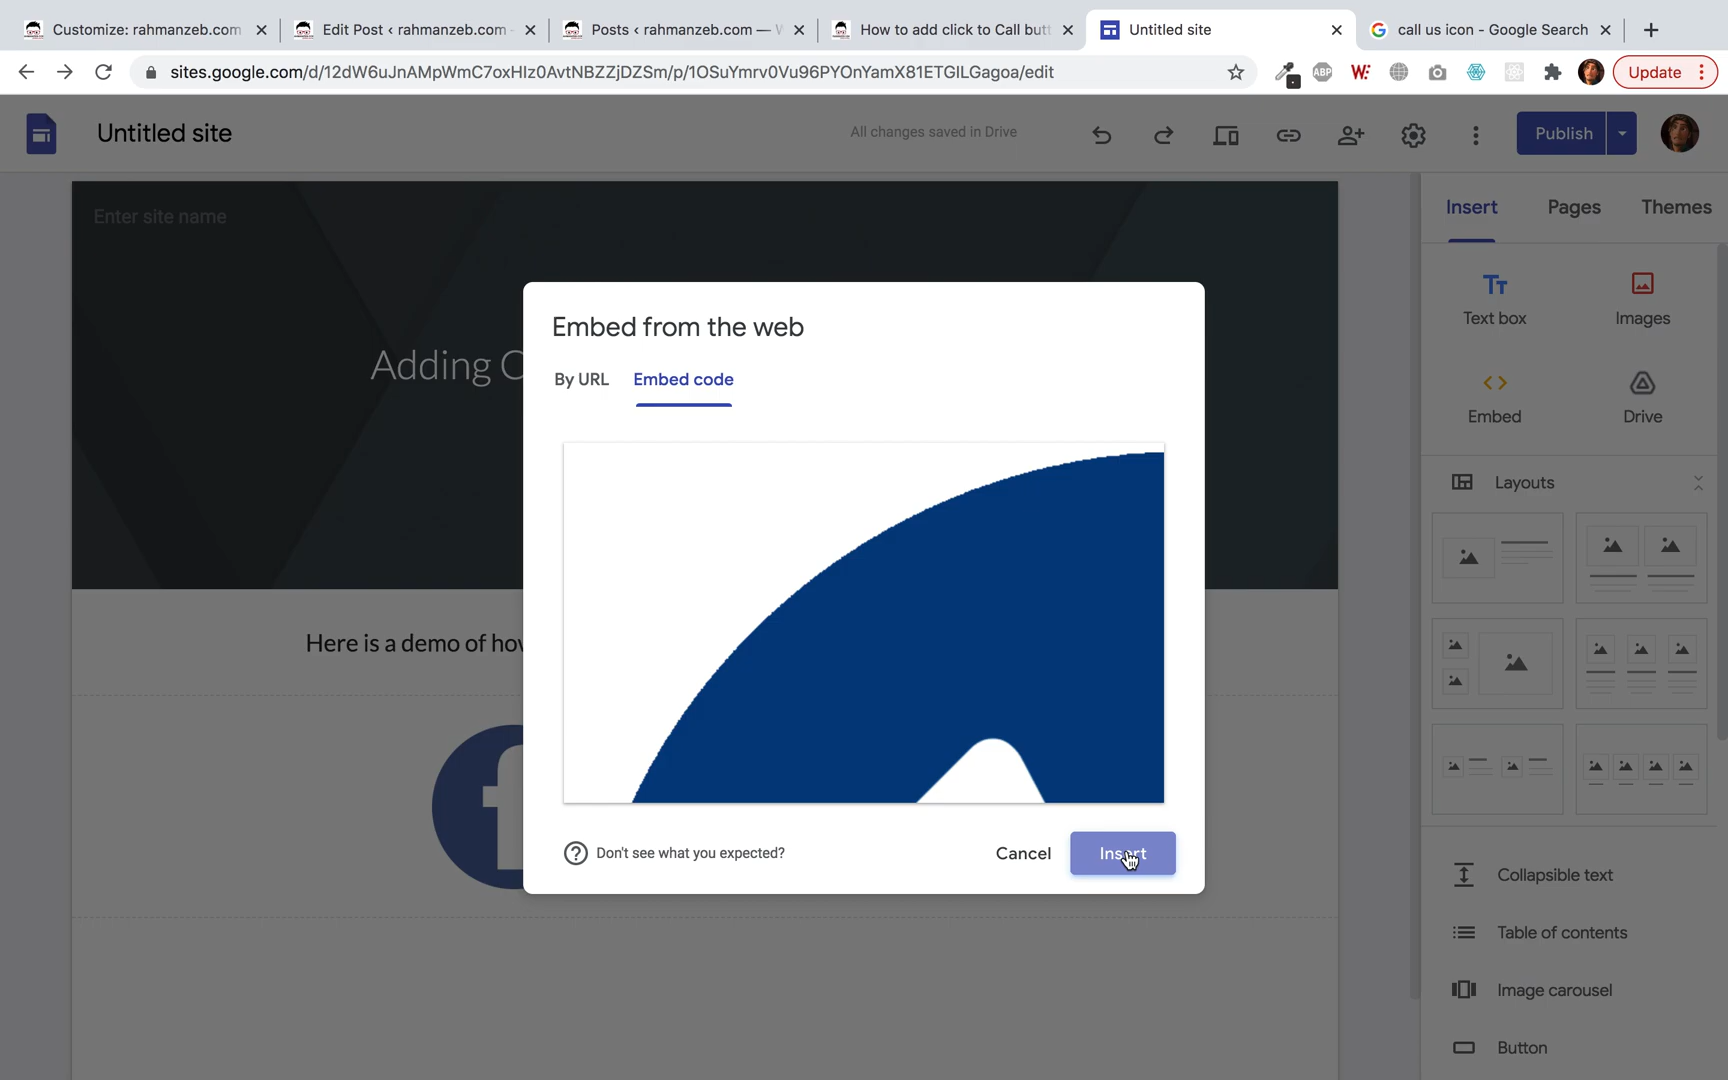 Customize: rahmanzeb.com
Edit Post ‹ rahmanzeb.com -
Posts ‹ rahmanzeb.com — W
How to add click to Call butt
Untitled site
call us icon - Google Search
sites.google.com/d/12dW6uJnAMpWmC7oxHIz0AvtNBZZjDZSm/p/1OSuYmrv0Vu96PYOnYamX81ETGILGagoa/edit
ABP
W
Update
Untitled site
All changes saved in Drive
Publish
Enter site name
Insert
Pages
Themes
Embed from the web
Tт
Text box
Images
Adding C
By URL
Embed code
Embed
Drive
Layouts
Here is a demo of how
Don't see what you expected?
Cancel
Insert
Collapsible text
Table of contents
Image carousel
Button